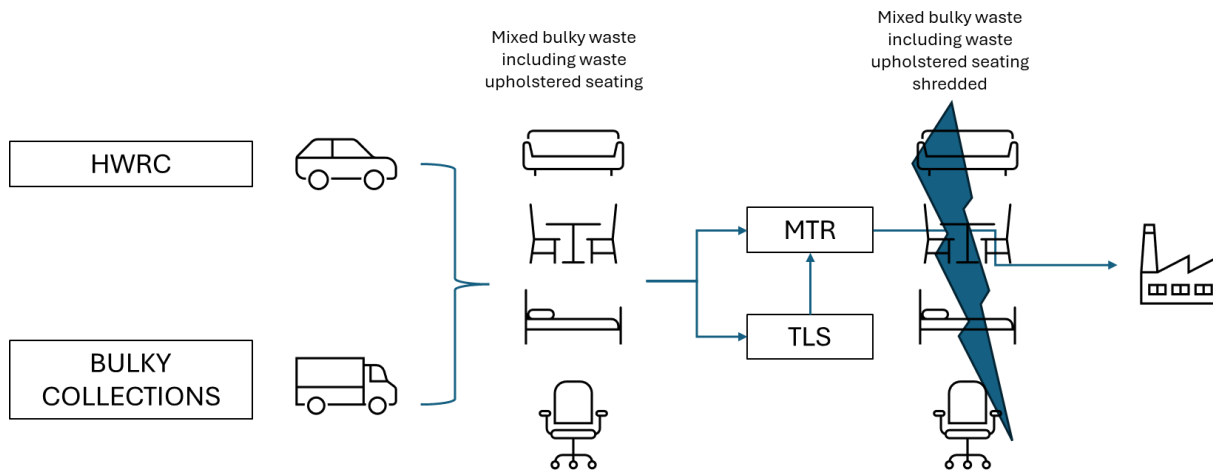 Mixed bulky waste
including waste
upholstered seating
Mixed bulky waste
including waste
upholstered seating
shredded
HWRC
MTR
TLS
BULKY
COLLECTIONS